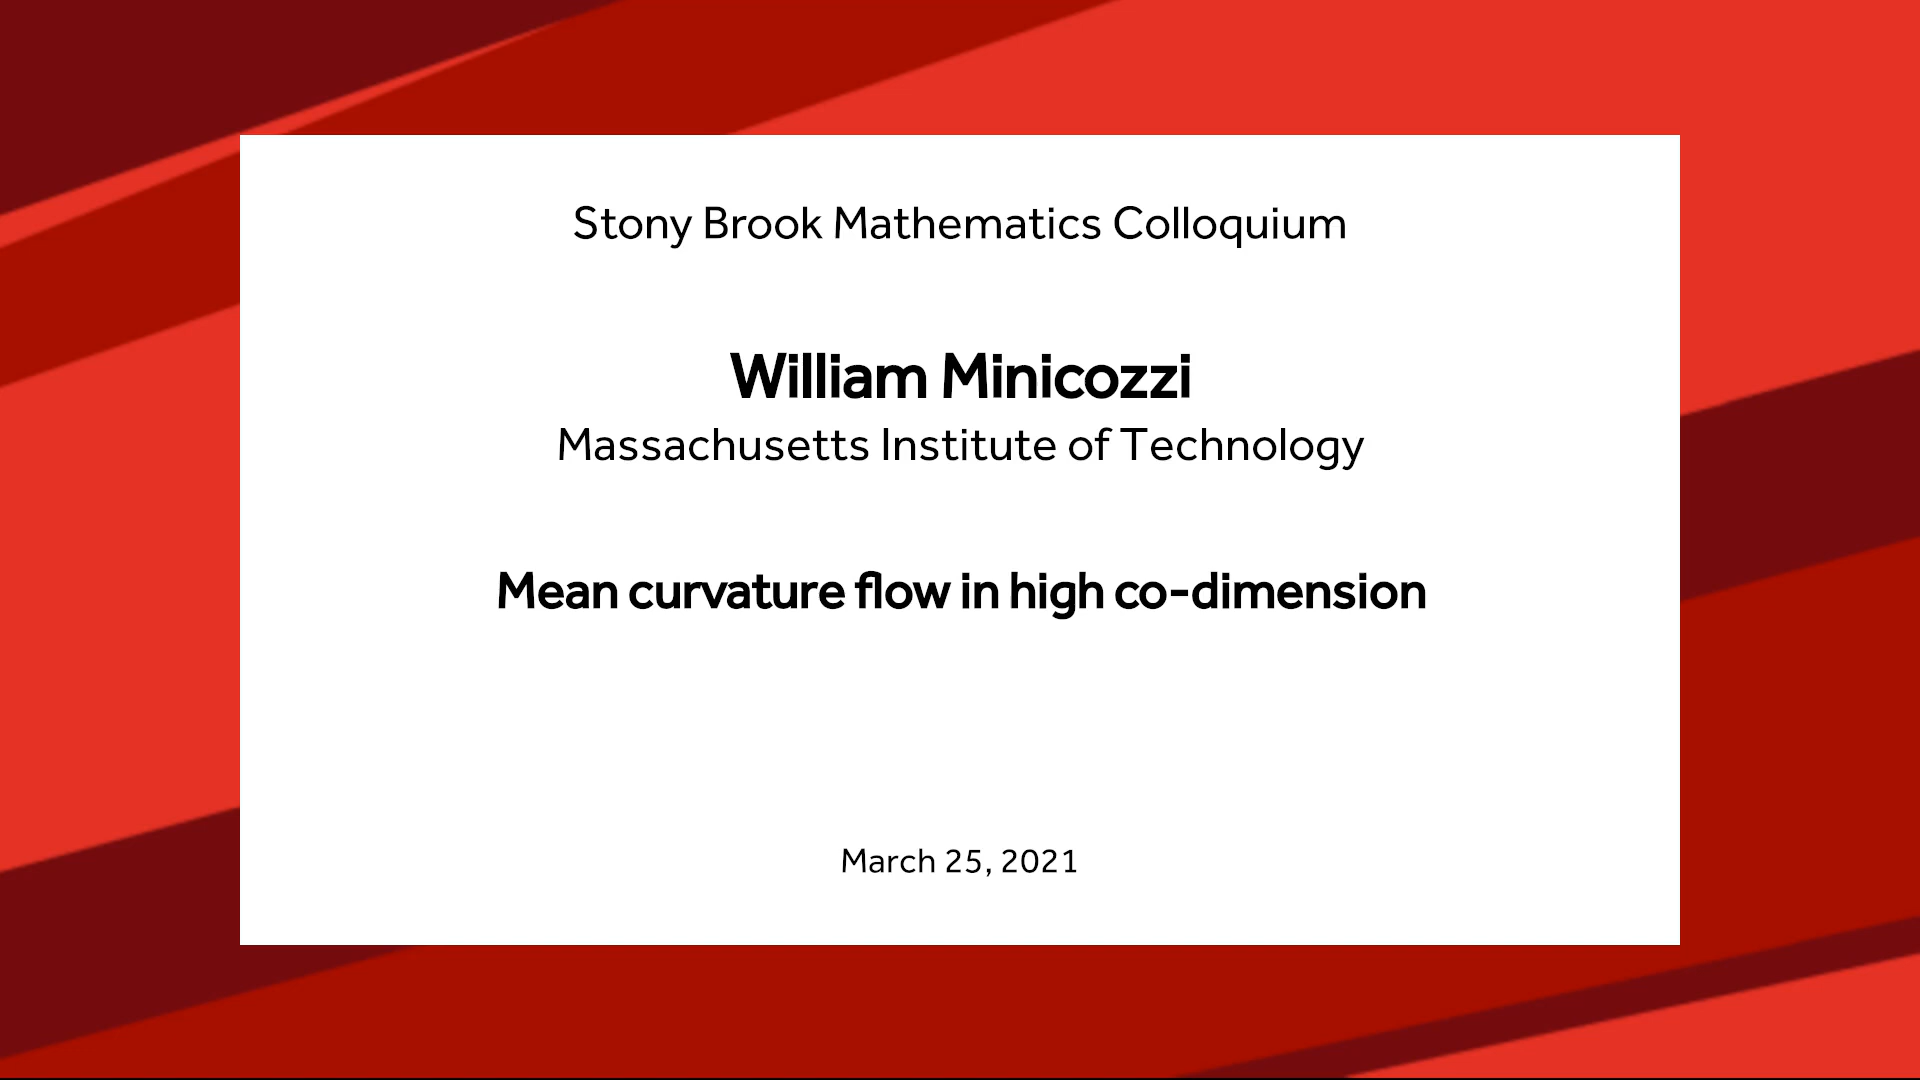 Stony Brook Mathematics Colloquium
William Minicozzi
Massachusetts Institute of Technology
Mean curvature flow in high co-dimension
March 25, 2021